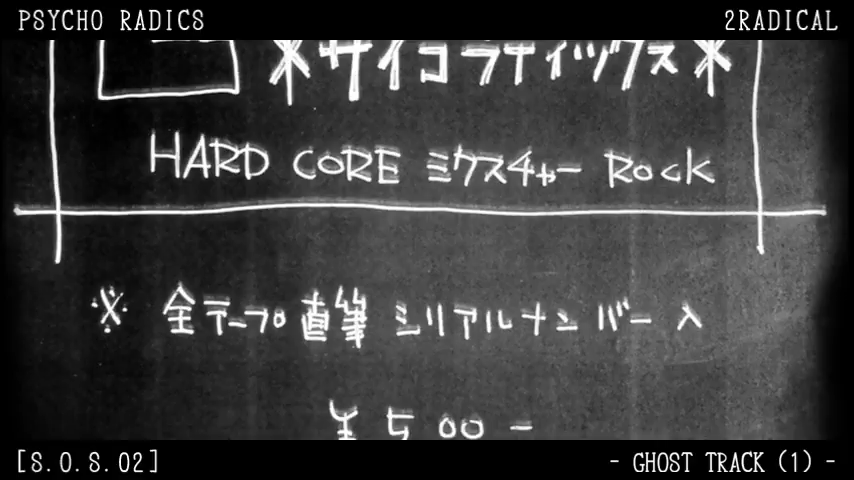 PSYCHO RADICS
2RADICAL
*サイコラディックス*
HARD CORE ミクスチャー ROCK
※ 全テープ直筆シリアルナンバー入
¥500-
[S.O.S.02]
- GHOST TRACK (1) -